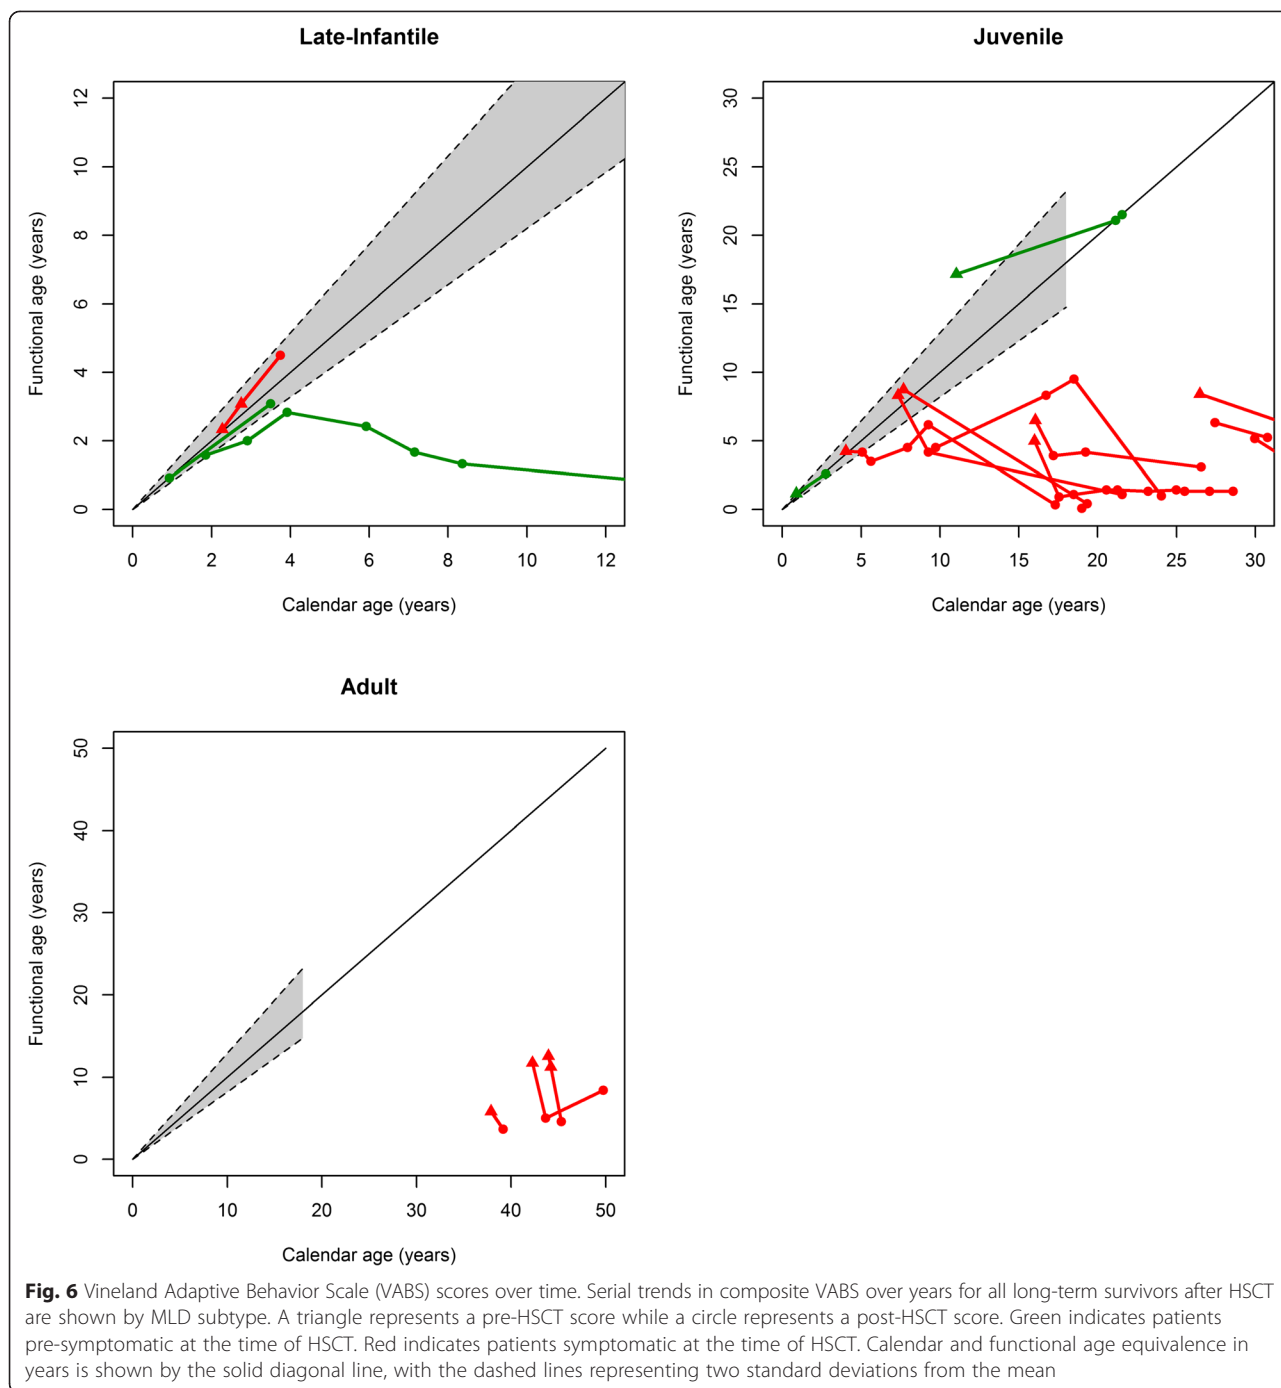 Late-Infantile
Functional age (years)
0 2 4 6 8 10 12
0 2 4 6 8 10 12
Calendar age (years)
Juvenile
Functional age (years)
0 5 10 15 20 25 30
0 5 10 15 20 25 30
Calendar age (years)
Adult
Functional age (years)
0 10 20 30 40 50
0 10 20 30 40 50
Calendar age (years)
Fig. 6 Vineland Adaptive Behavior Scale (VABS) scores over time. Serial trends in composite VABS over years for all long-term survivors after HSCT
are shown by MLD subtype. A triangle represents a pre-HSCT score while a circle represents a post-HSCT score. Green indicates patients
pre-symptomatic at the time of HSCT. Red indicates patients symptomatic at the time of HSCT. Calendar and functional age equivalence in
years is shown by the solid diagonal line, with the dashed lines representing two standard deviations from the mean